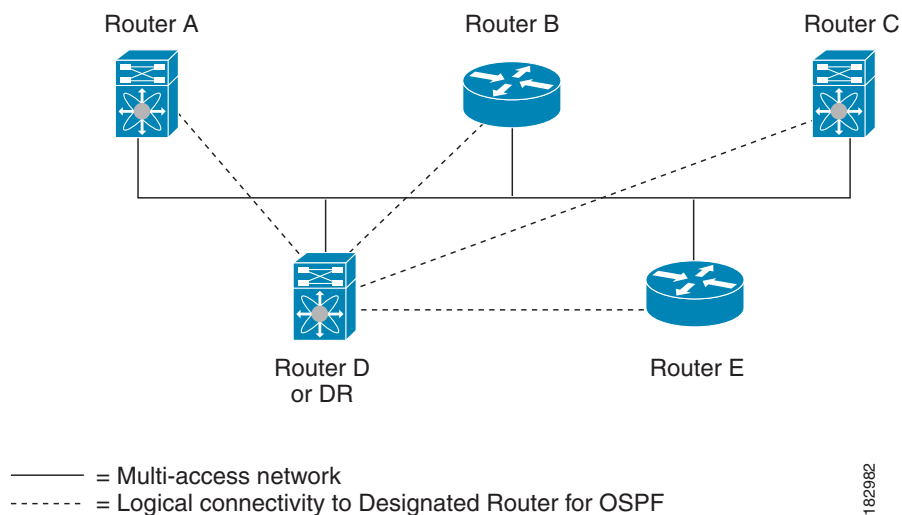 Router A
Router B
Router C
Router D
or DR
Router E
= Multi-access network
= Logical connectivity to Designated Router for OSPF
182982